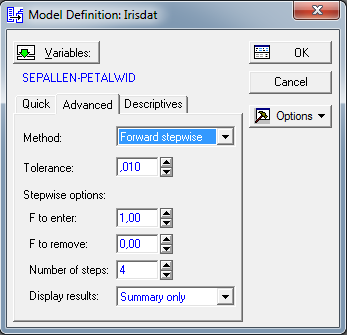 Model Definition: Irisdat
Variables:
OK
SEPALLEN-PETALWID
Cancel
Quick Advanced Descriptives
Options
Method: Forward stepwise
Tolerance: ,010
Stepwise options:
F to enter: 1,00
F to remove: 0,00
Number of steps: 4
Display results: Summary only